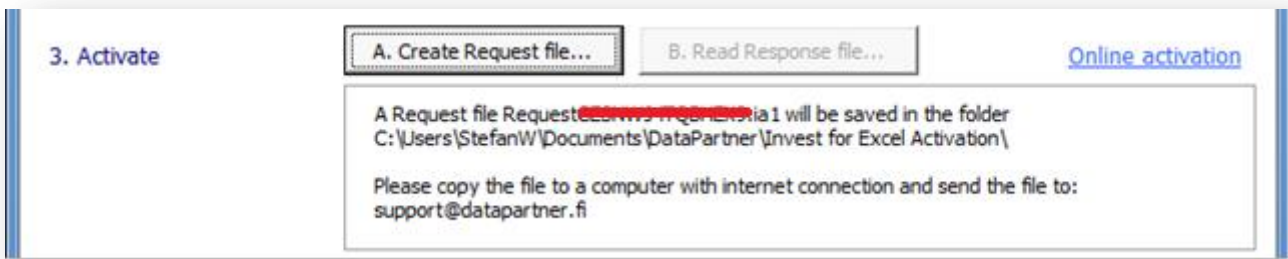 3. Activate
A. Create Request file...
B. Read Response file...
Online activation
A Request file Request .ia1 will be saved in the folder
C:\Users\StefanW\Documents\DataPartner\Invest for Excel Activation\
Please copy the file to a computer with internet connection and send the file to:
support@datapartner.fi